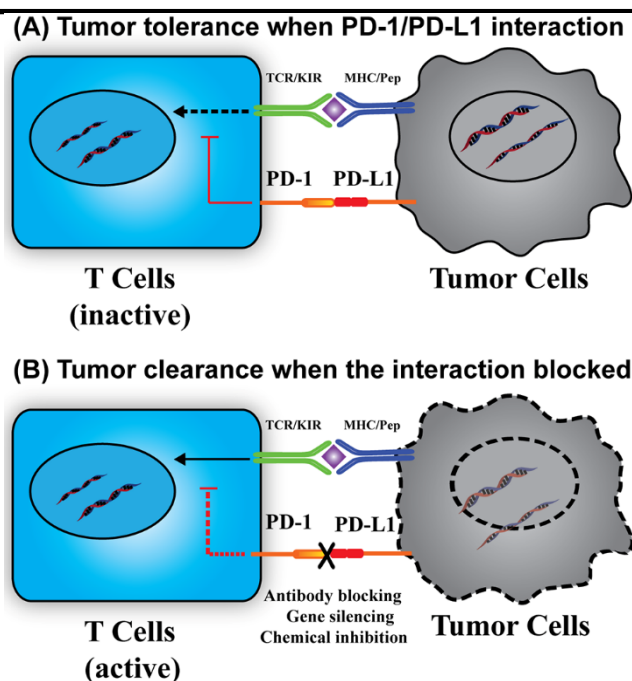 (A) Tumor tolerance when PD-1/PD-L1 interaction
TCR/KIR MHC/Pep
PD-1 PD-L1
T Cells
(inactive)
Tumor Cells
(B) Tumor clearance when the interaction blocked
TCR/KIR MHC/Pep
PD-1 PD-L1
Antibody blocking
Gene silencing
Chemical inhibition
T Cells
(active)
Tumor Cells